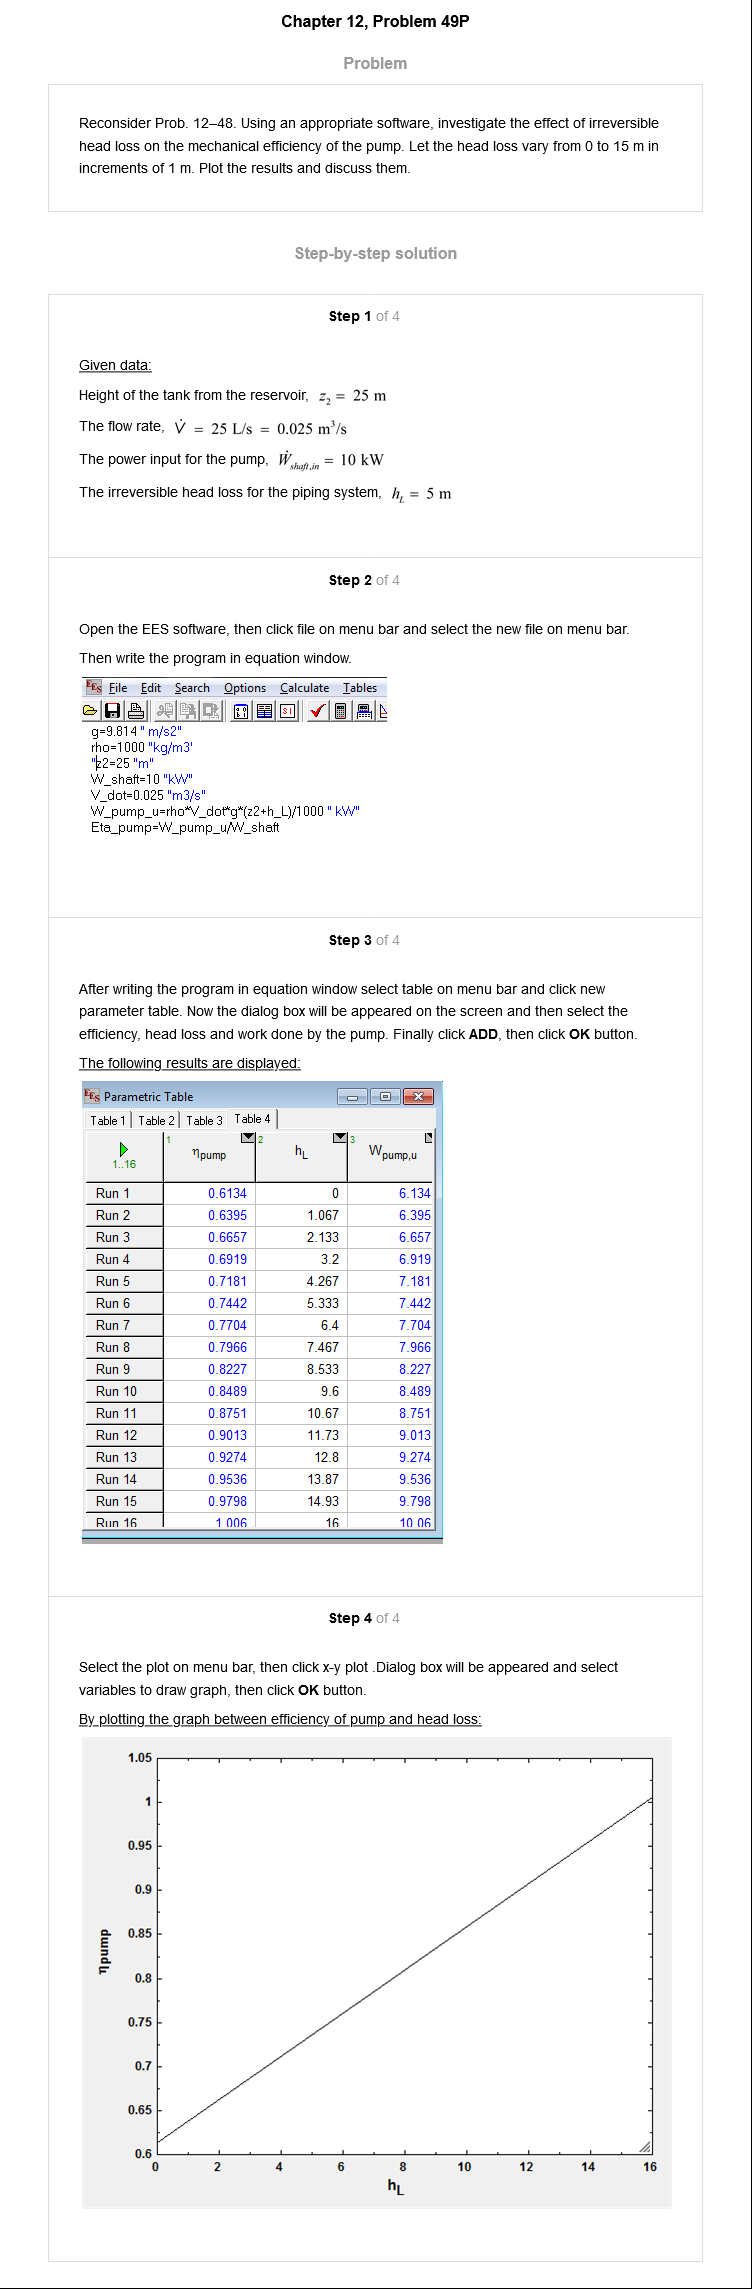 Chapter 12, Problem 49P
Problem
Reconsider Prob. 12–48. Using an appropriate software, investigate the effect of irreversible
head loss on the mechanical efficiency of the pump. Let the head loss vary from 0 to 15 m in
increments of 1 m. Plot the results and discuss them.
Step-by-step solution
Step 1 of 4
Given data:
Height of the tank from the reservoir, z₂ = 25 m
The flow rate, V̇ = 25 L/s = 0.025 m³/s
The power input for the pump, Ẇshaft,in = 10 kW
The irreversible head loss for the piping system, hL = 5 m
Step 2 of 4
Open the EES software, then click file on menu bar and select the new file on menu bar.
Then write the program in equation window.
EES File Edit Search Options Calculate Tables
SI
g=9.814 " m/s2"
rho=1000 "kg/m3'
"z2=25 "m"
W_shaft=10 "kW"
V_dot=0.025 "m3/s"
W_pump_u=rho*V_dot*g*(z2+h_L)/1000 " kW"
Eta_pump=W_pump_u/W_shaft
Step 3 of 4
After writing the program in equation window select table on menu bar and click new
parameter table. Now the dialog box will be appeared on the screen and then select the
efficiency, head loss and work done by the pump. Finally click ADD, then click OK button.
The following results are displayed:
EES Parametric Table
Table 1 Table 2 Table 3 Table 4
1..16 1 ηpump 2 hL 3 Wpump,u
Run 1 0.6134 0 6.134
Run 2 0.6395 1.067 6.395
Run 3 0.6657 2.133 6.657
Run 4 0.6919 3.2 6.919
Run 5 0.7181 4.267 7.181
Run 6 0.7442 5.333 7.442
Run 7 0.7704 6.4 7.704
Run 8 0.7966 7.467 7.966
Run 9 0.8227 8.533 8.227
Run 10 0.8489 9.6 8.489
Run 11 0.8751 10.67 8.751
Run 12 0.9013 11.73 9.013
Run 13 0.9274 12.8 9.274
Run 14 0.9536 13.87 9.536
Run 15 0.9798 14.93 9.798
Run 16 1.006 16 10.06
Step 4 of 4
Select the plot on menu bar, then click x-y plot .Dialog box will be appeared and select
variables to draw graph, then click OK button.
By plotting the graph between efficiency of pump and head loss:
1.05
1
0.95
0.9
0.85
ηpump
0.8
0.75
0.7
0.65
0.6
0 2 4 6 8 10 12 14 16
hL